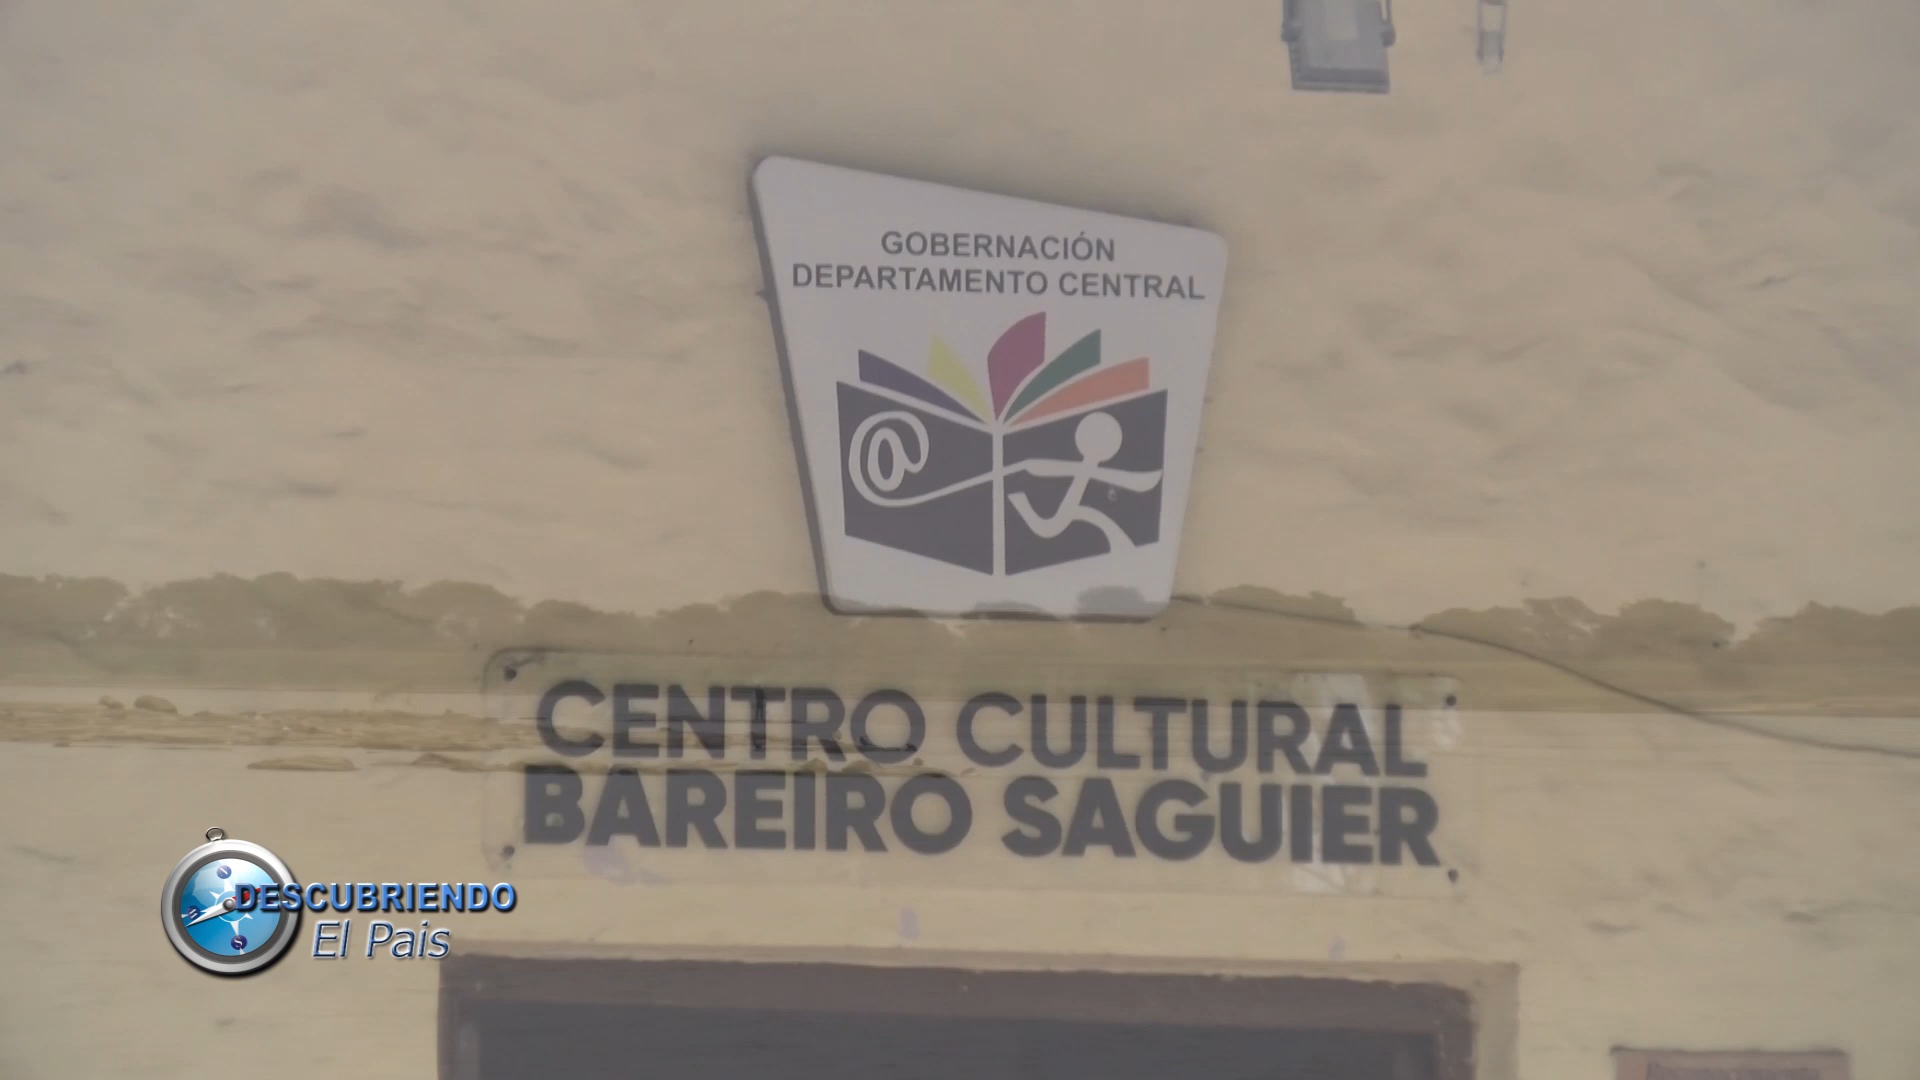 GOBERNACIÓN
DEPARTAMENTO CENTRAL
@
CENTRO CULTURAL
BAREIRO SAGUIER
DESCUBRIENDO
El Pais